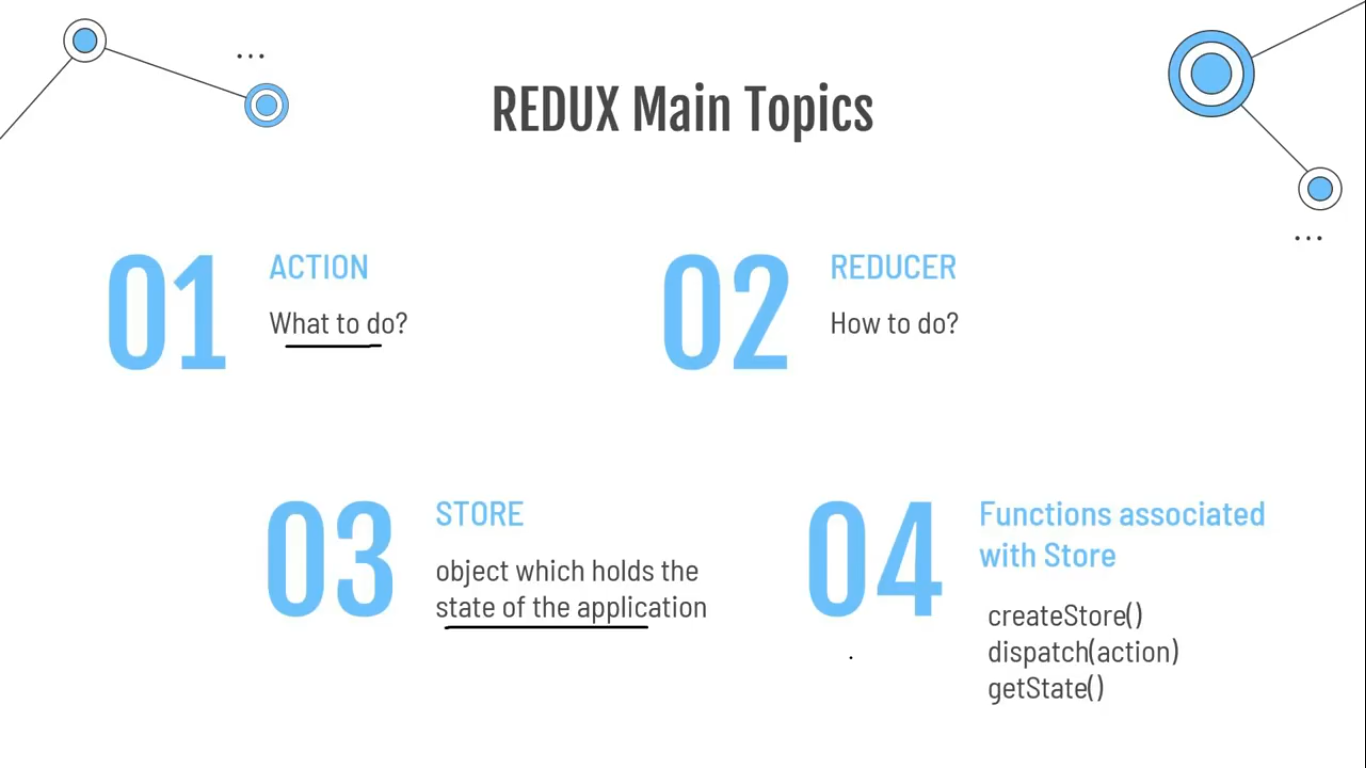 REDUX Main Topics
01
ACTION
What to do?
02
REDUCER
How to do?
03
STORE
object which holds the
state of the application
04
Functions associated
with Store
createStore()
dispatch(action)
getState()